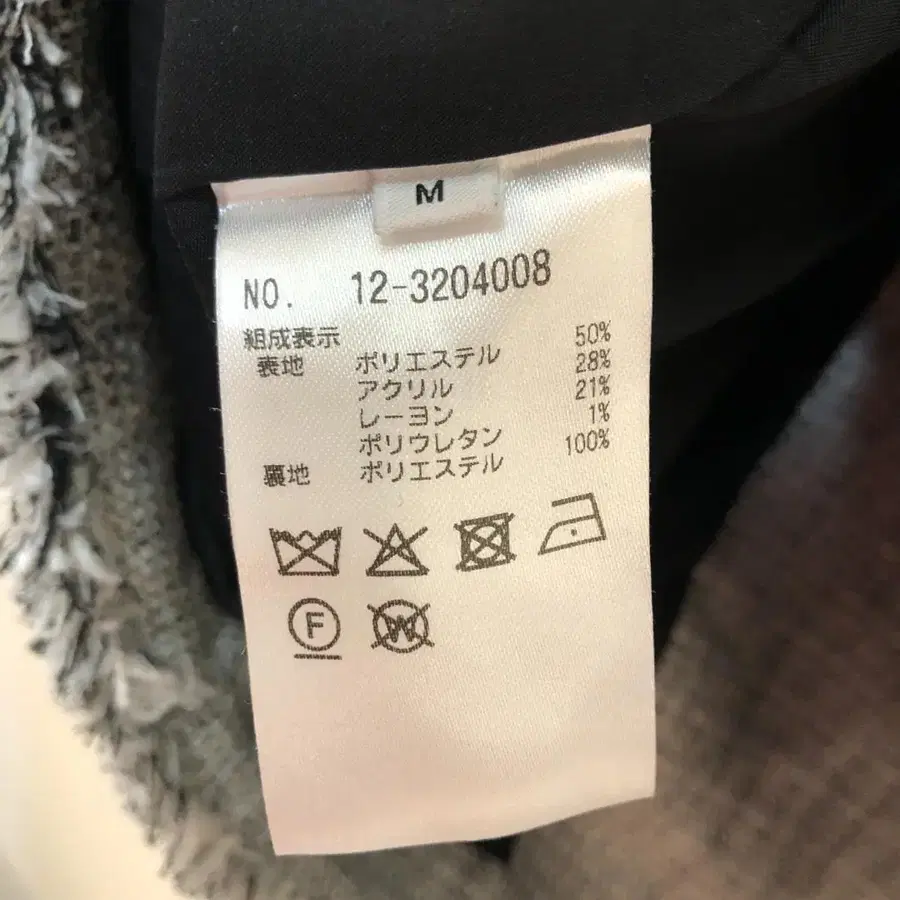 M
NO. 12-3204008
組成表示
表地 ポリエステル 50%
アクリル 28%
レーヨン 21%
ポリウレタン 1%
裏地 ポリエステル 100%
F
W